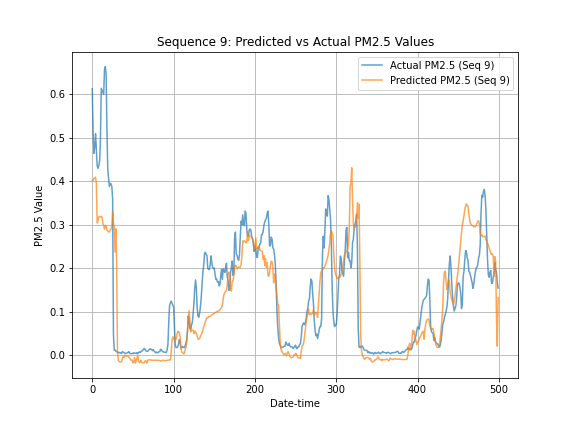 Sequence 9: Predicted vs Actual PM2.5 Values
Actual PM2.5 (Seq 9)
Predicted PM2.5 (Seq 9)
PM2.5 Value
0.6
0.5
0.4
0.3
0.2
0.1
0.0
0
100
200
300
400
500
Date-time